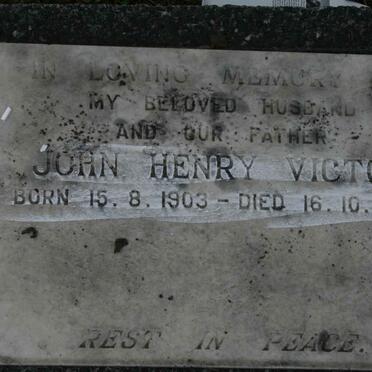 IN LOVING MEMORY
MY BELOVED HUSBAND
AND OUR FATHER
JOHN HENRY VICTO
BORN 15.8.1903 - DIED 16.10.
REST IN PEACE.